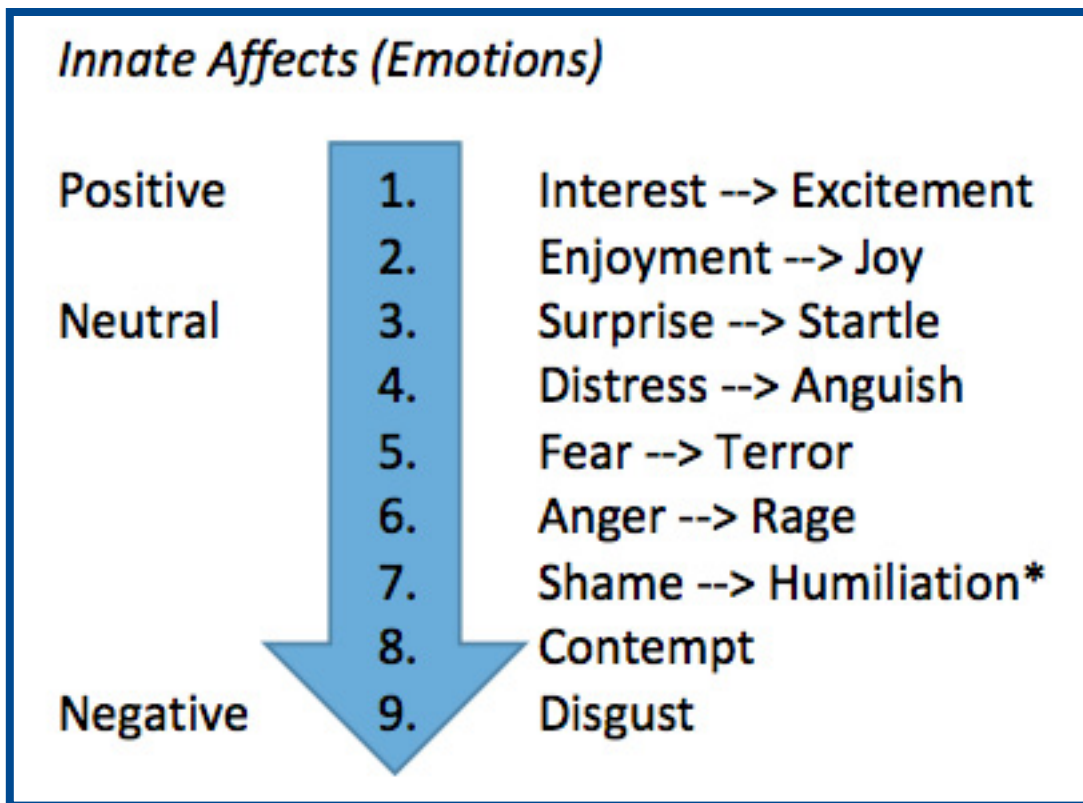 Innate Affects (Emotions)
Positive 1. Interest --> Excitement
2. Enjoyment --> Joy
Neutral 3. Surprise --> Startle
4. Distress --> Anguish
5. Fear --> Terror
6. Anger --> Rage
7. Shame --> Humiliation*
8. Contempt
Negative 9. Disgust